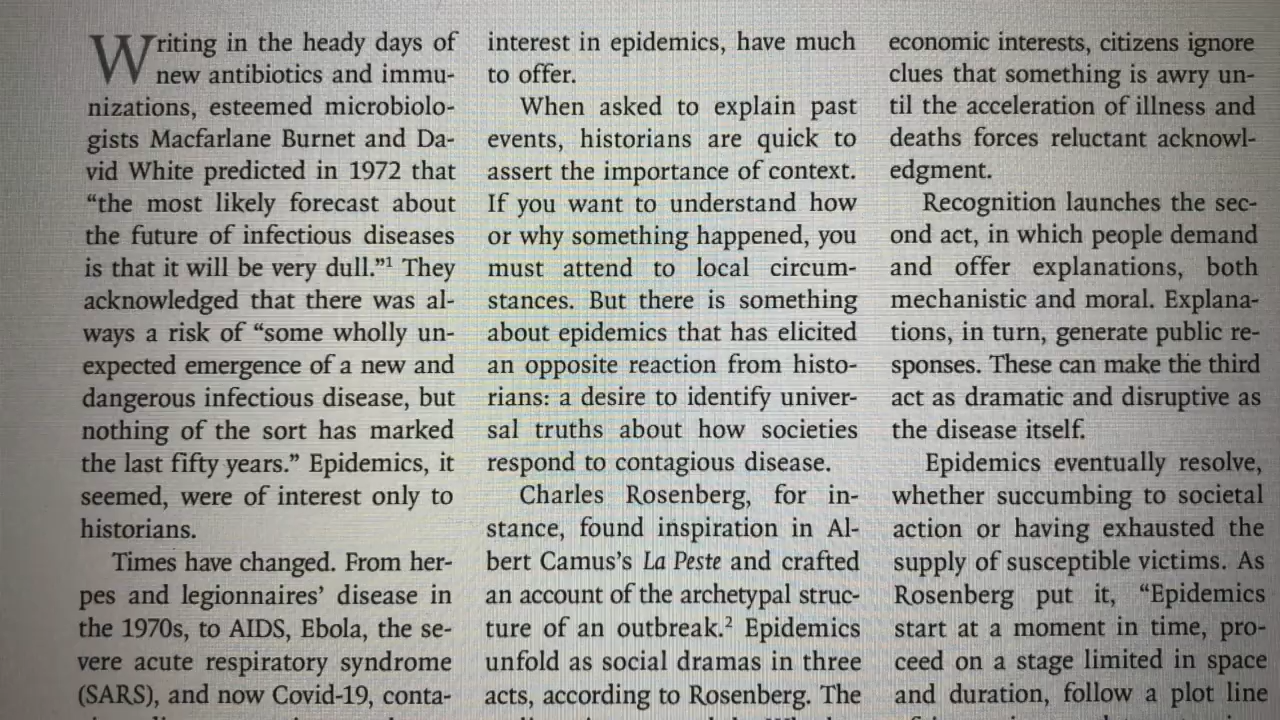 Writing in the heady days of
new antibiotics and immu-
nizations, esteemed microbiolo-
gists Macfarlane Burnet and Da-
vid White predicted in 1972 that
“the most likely forecast about
the future of infectious diseases
is that it will be very dull.”¹ They
acknowledged that there was al-
ways a risk of “some wholly un-
expected emergence of a new and
dangerous infectious disease, but
nothing of the sort has marked
the last fifty years.” Epidemics, it
seemed, were of interest only to
historians.
Times have changed. From her-
pes and legionnaires’ disease in
the 1970s, to AIDS, Ebola, the se-
vere acute respiratory syndrome
(SARS), and now Covid-19, conta-
interest in epidemics, have much
to offer.
When asked to explain past
events, historians are quick to
assert the importance of context.
If you want to understand how
or why something happened, you
must attend to local circum-
stances. But there is something
about epidemics that has elicited
an opposite reaction from histo-
rians: a desire to identify univer-
sal truths about how societies
respond to contagious disease.
Charles Rosenberg, for in-
stance, found inspiration in Al-
bert Camus’s La Peste and crafted
an account of the archetypal struc-
ture of an outbreak.² Epidemics
unfold as social dramas in three
acts, according to Rosenberg. The
economic interests, citizens ignore
clues that something is awry un-
til the acceleration of illness and
deaths forces reluctant acknowl-
edgment.
Recognition launches the sec-
ond act, in which people demand
and offer explanations, both
mechanistic and moral. Explana-
tions, in turn, generate public re-
sponses. These can make the third
act as dramatic and disruptive as
the disease itself.
Epidemics eventually resolve,
whether succumbing to societal
action or having exhausted the
supply of susceptible victims. As
Rosenberg put it, “Epidemics
start at a moment in time, pro-
ceed on a stage limited in space
and duration, follow a plot line